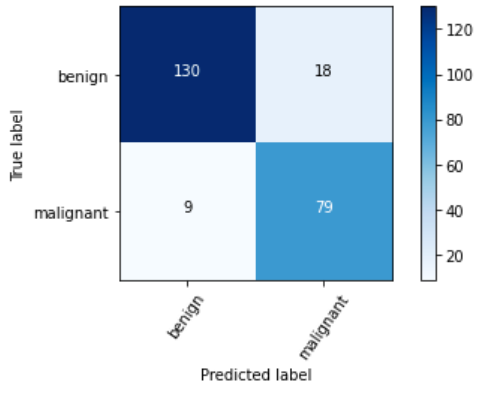 benign
130
18
True label
malignant
9
79
benign
malignant
Predicted label
120
100
80
60
40
20